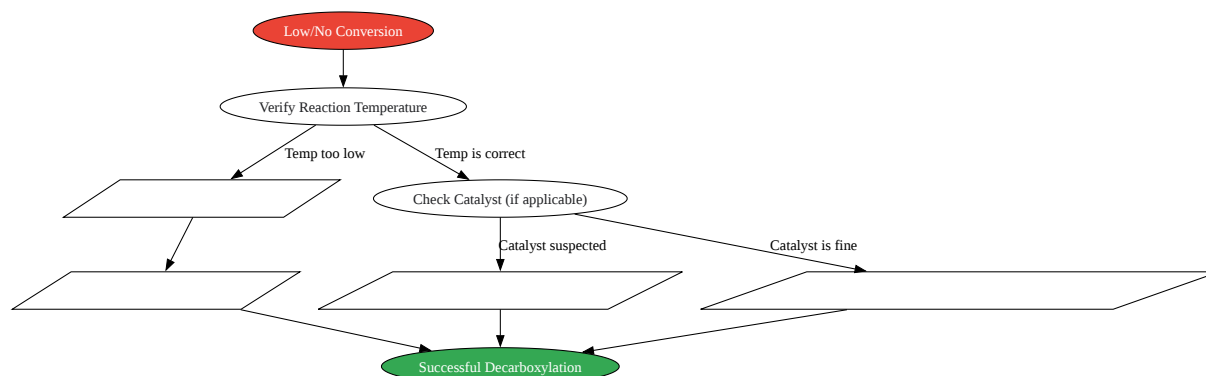 Low/No Conversion
Verify Reaction Temperature
Temp too low
Temp is correct
Check Catalyst (if applicable)
Catalyst suspected
Catalyst is fine
Successful Decarboxylation